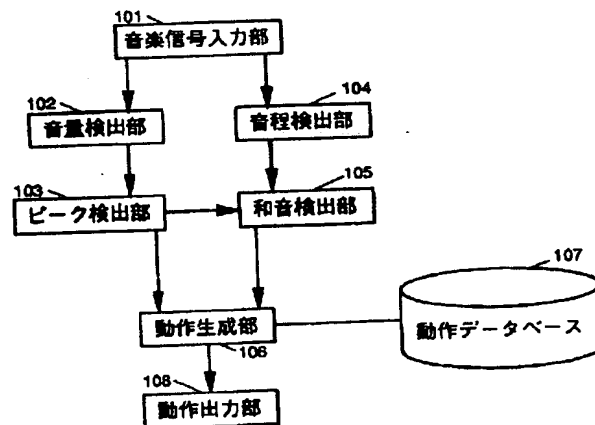 101
音楽信号入力部
102
音量検出部
104
音程検出部
103
ピーク検出部
105
和音検出部
107
動作データベース
動作生成部
106
108
動作出力部